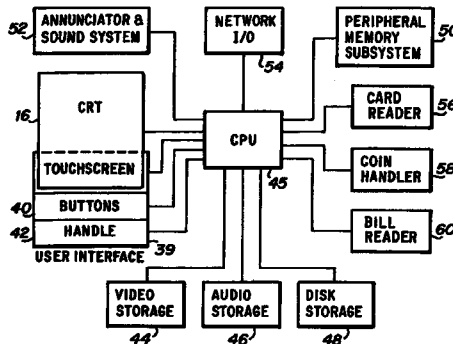 52
ANNUNCIATOR &
SOUND SYSTEM
NETWORK
I/O
54
PERIPHERAL
MEMORY
SUBSYSTEM
50
16
CRT
TOUCHSCREEN
CPU
45
CARD
READER
56
COIN
HANDLER
58
40
BUTTONS
42
HANDLE
39
USER INTERFACE
BILL
READER
60
VIDEO
STORAGE
44
AUDIO
STORAGE
46
DISK
STORAGE
48